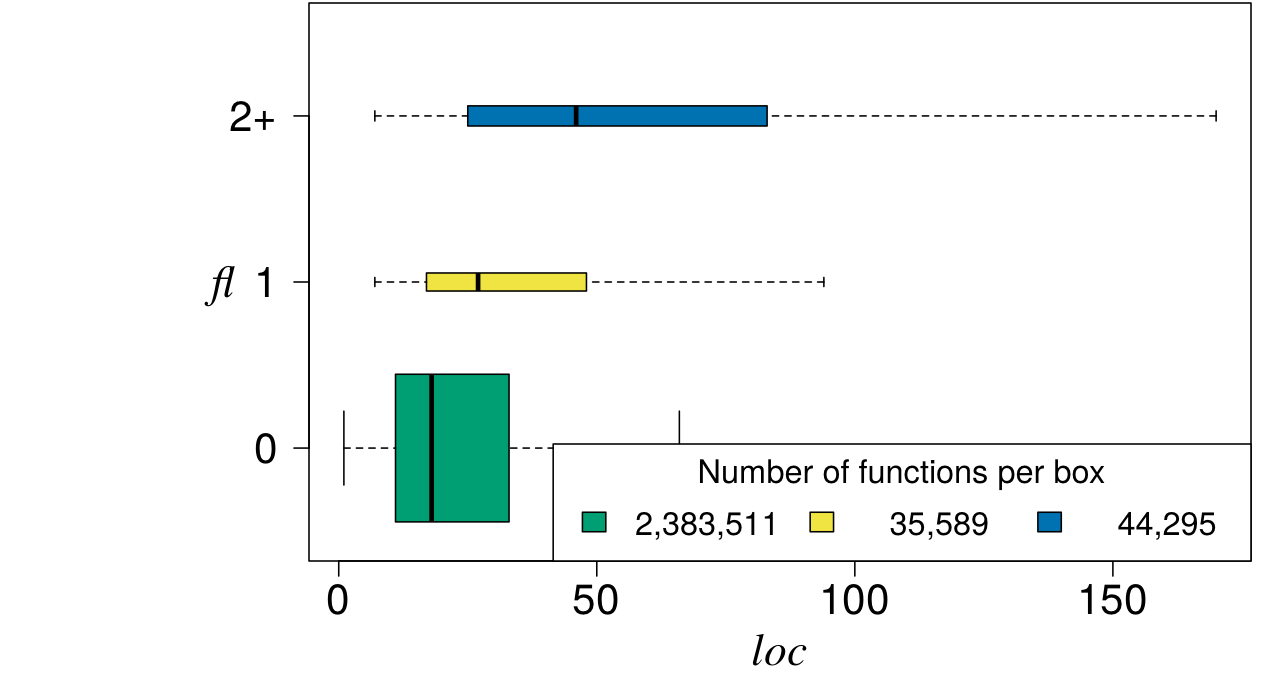 2+
fl 1
0
Number of functions per box
2,383,511 35,589 44,295
0 50 100 150
loc